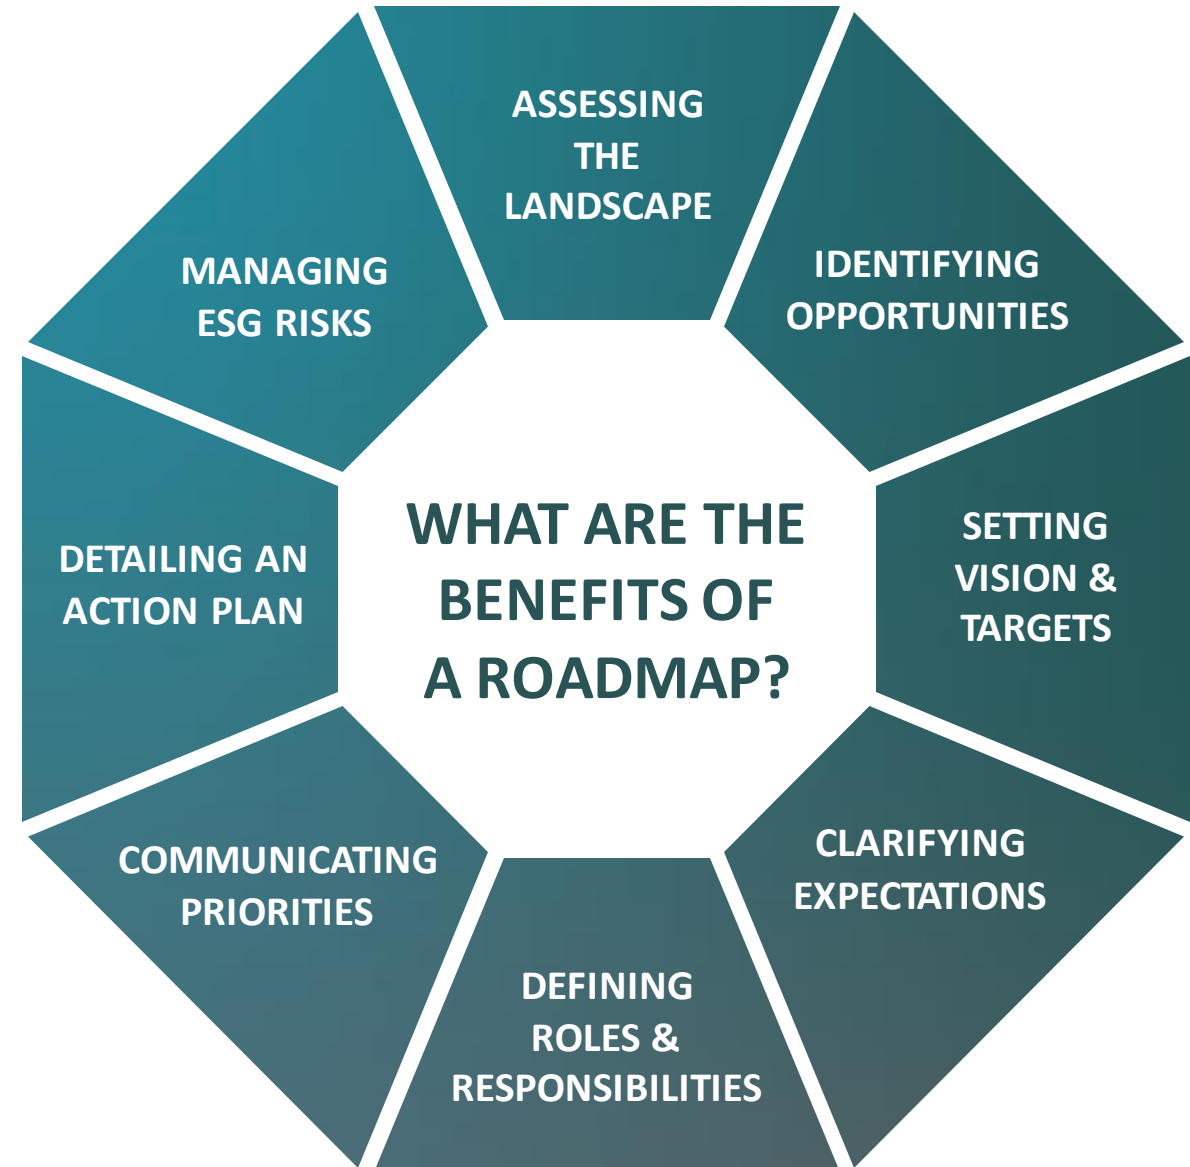 ASSESSING
THE
LANDSCAPE
IDENTIFYING
OPPORTUNITIES
SETTING
VISION &
TARGETS
CLARIFYING
EXPECTATIONS
DEFINING
ROLES &
RESPONSIBILITIES
COMMUNICATING
PRIORITIES
DETAILING AN
ACTION PLAN
MANAGING
ESG RISKS
WHAT ARE THE
BENEFITS OF
A ROADMAP?